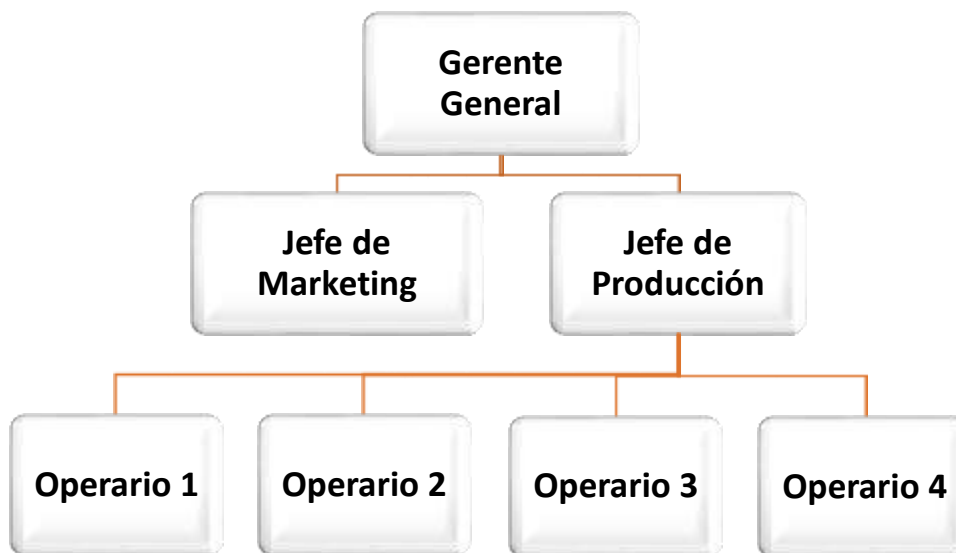 Gerente
General
Jefe de
Marketing
Jefe de
Producción
Operario 1
Operario 2
Operario 3
Operario 4